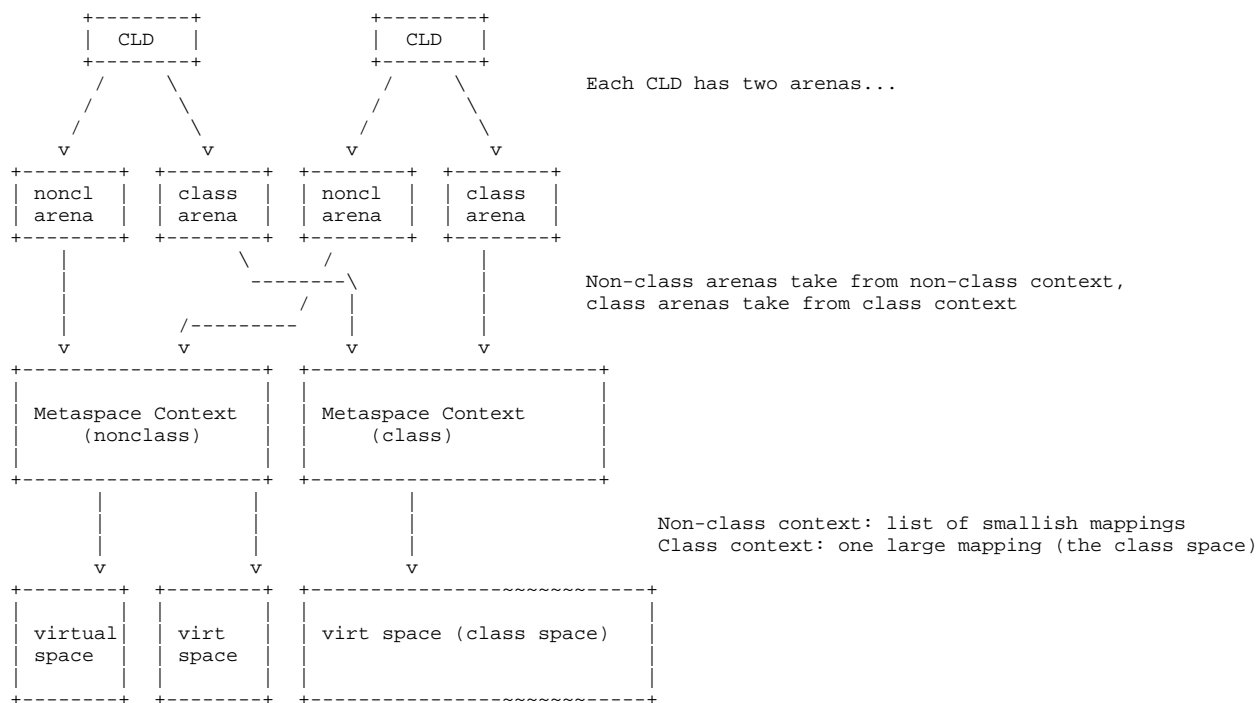 CLD CLD
Each CLD has two arenas...
noncl class noncl class
arena arena arena arena
Non-class arenas take from non-class context,
class arenas take from class context
Metaspace Context Metaspace Context
(nonclass) (class)
Non-class context: list of smallish mappings
Class context: one large mapping (the class space)
virtual virt virt space (class space)
space space